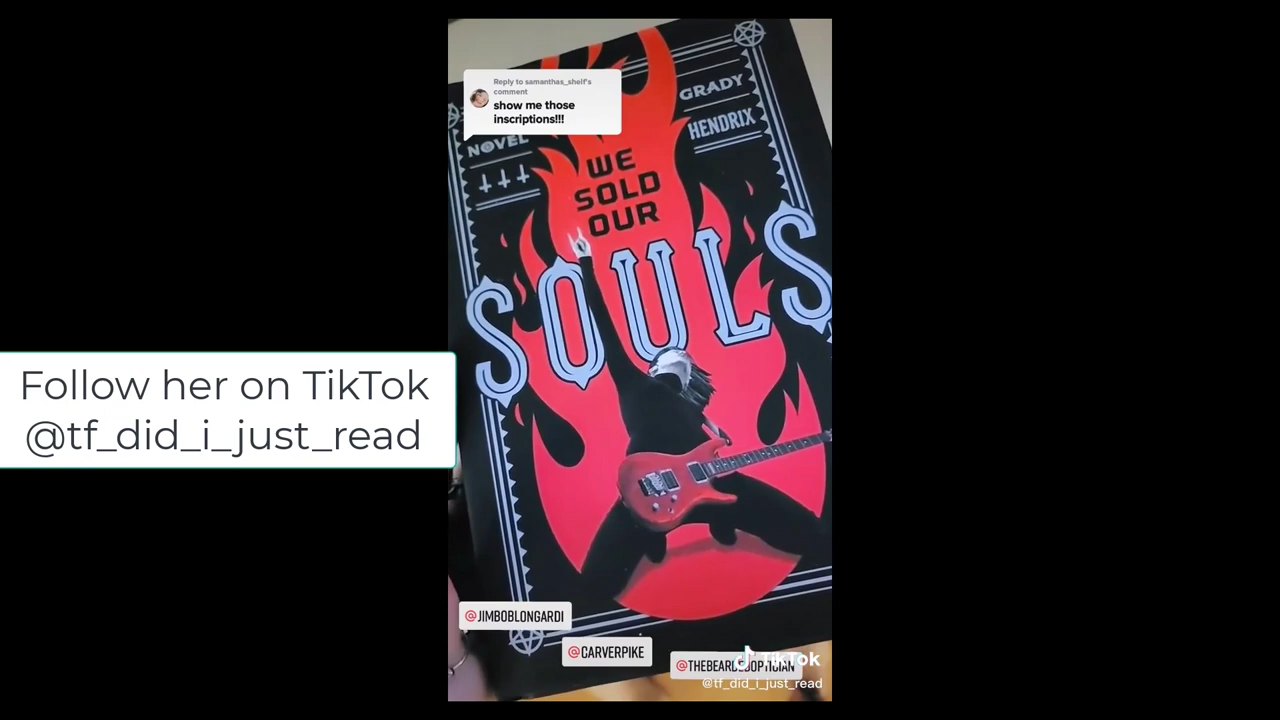 Reply to samanthas_shelf's
comment
show me those
inscriptions!!!
NOVEL
GRADY
HENDRIX
WE
SOLD
OUR
SOULS
Follow her on TikTok
@tf_did_i_just_read
@JIMBOBLONGARDI
@CARVERPIKE
@THEBEARDEDOPTICIAN
TikTok
@tf_did_i_just_read